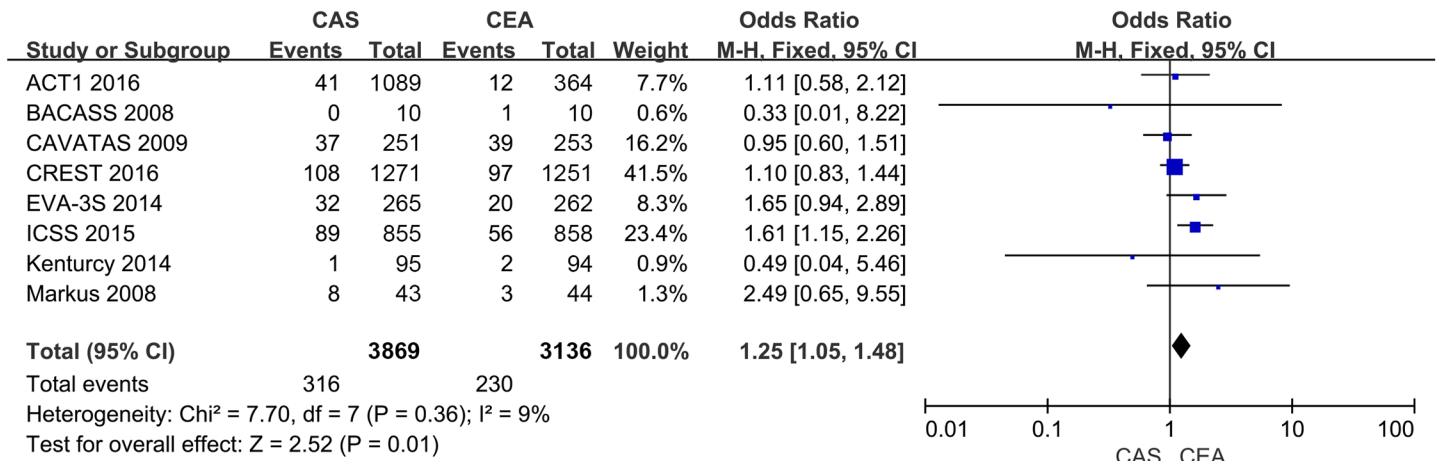 CAS CEA Odds Ratio Odds Ratio
Study or Subgroup Events Total Events Total Weight M-H, Fixed, 95% CI M-H, Fixed, 95% CI
ACT1 2016 41 1089 12 364 7.7% 1.11 [0.58, 2.12]
BACASS 2008 0 10 1 10 0.6% 0.33 [0.01, 8.22]
CAVATAS 2009 37 251 39 253 16.2% 0.95 [0.60, 1.51]
CREST 2016 108 1271 97 1251 41.5% 1.10 [0.83, 1.44]
EVA-3S 2014 32 265 20 262 8.3% 1.65 [0.94, 2.89]
ICSS 2015 89 855 56 858 23.4% 1.61 [1.15, 2.26]
Kenturcy 2014 1 95 2 94 0.9% 0.49 [0.04, 5.46]
Markus 2008 8 43 3 44 1.3% 2.49 [0.65, 9.55]
Total (95% CI) 3869 3136 100.0% 1.25 [1.05, 1.48]
Total events 316 230
Heterogeneity: Chi² = 7.70, df = 7 (P = 0.36); I² = 9%
Test for overall effect: Z = 2.52 (P = 0.01)
0.01 0.1 1 10 100
CAS CEA